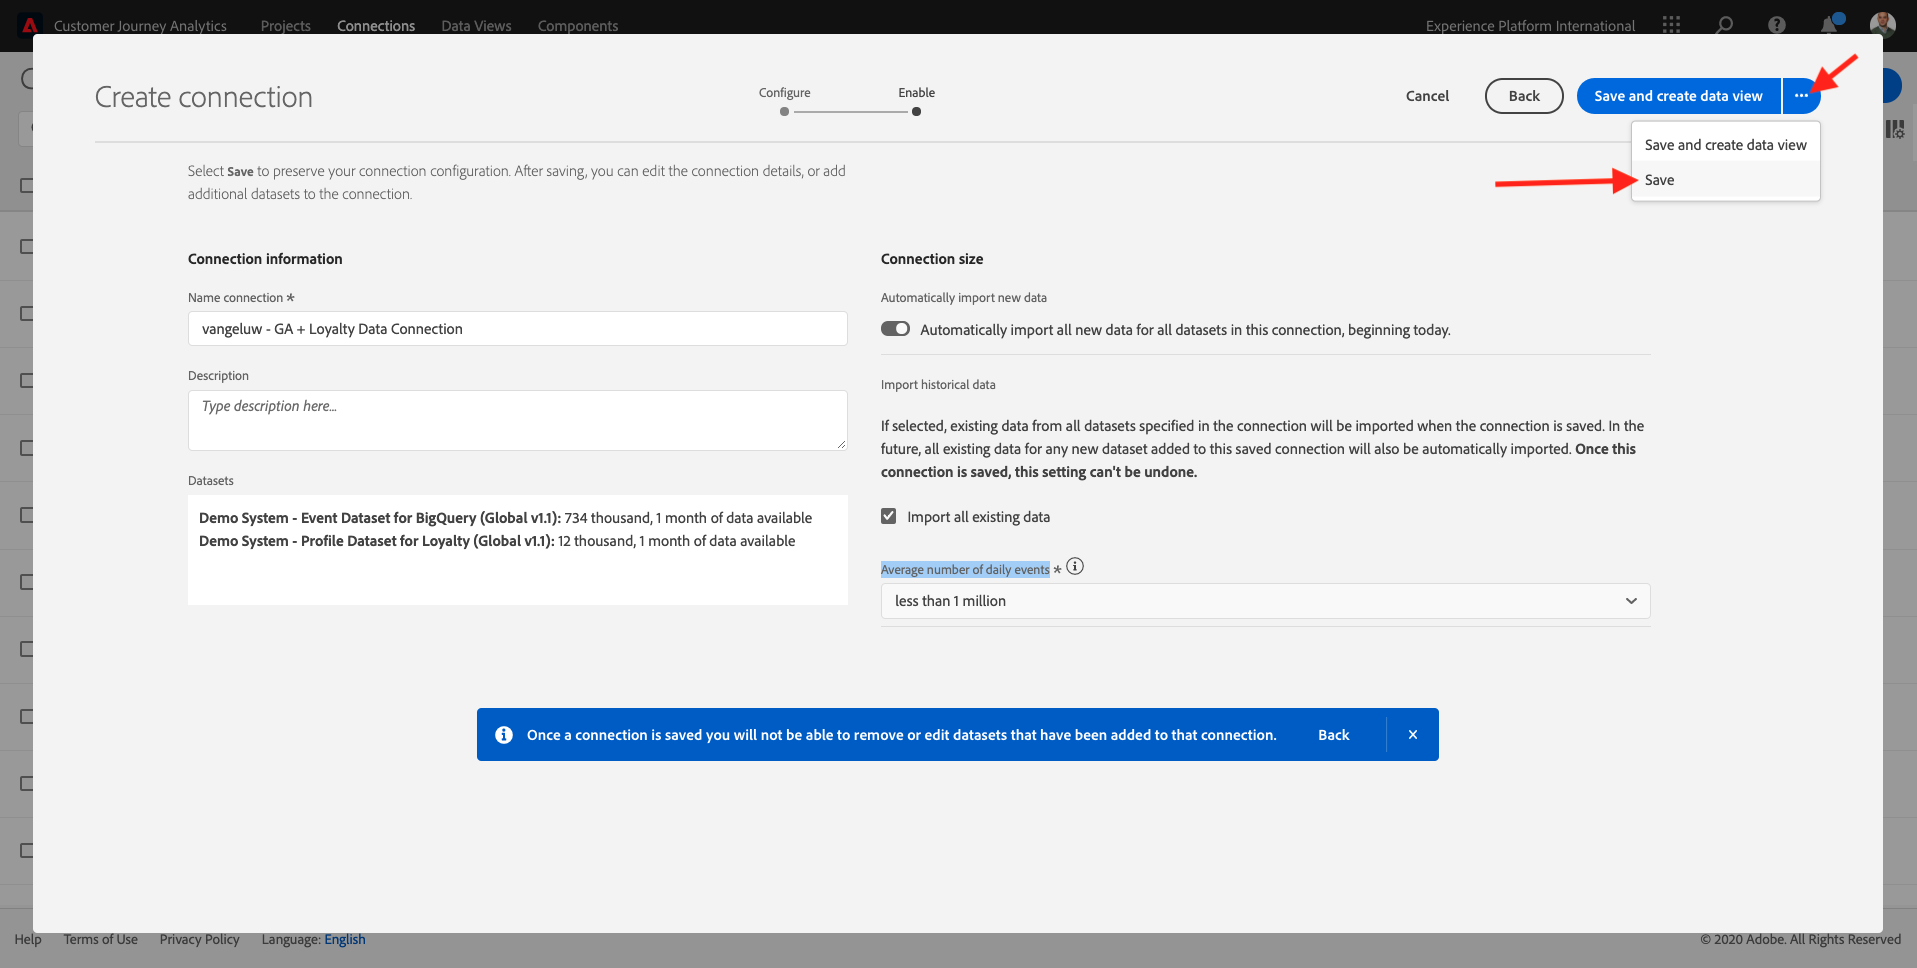 Customer Journey Analytics Projects Connections Data Views Components Experience Platform International
Create connection
Configure Enable
Cancel Back Save and create data view ...
Save and create data view
Save
Select Save to preserve your connection configuration. After saving, you can edit the connection details, or add
additional datasets to the connection.
Connection information
Name connection *
vangeluw - GA + Loyalty Data Connection
Description
Type description here...
Datasets
Demo System - Event Dataset for BigQuery (Global v1.1): 734 thousand, 1 month of data available
Demo System - Profile Dataset for Loyalty (Global v1.1): 12 thousand, 1 month of data available
Connection size
Automatically import new data
Automatically import all new data for all datasets in this connection, beginning today.
Import historical data
If selected, existing data from all datasets specified in the connection will be imported when the connection is saved. In the
future, all existing data for any new dataset added to this saved connection will also be automatically imported. Once this
connection is saved, this setting can't be undone.
Import all existing data
Average number of daily events *
less than 1 million
Once a connection is saved you will not be able to remove or edit datasets that have been added to that connection. Back
Help Terms of Use Privacy Policy Language: English © 2020 Adobe. All Rights Reserved